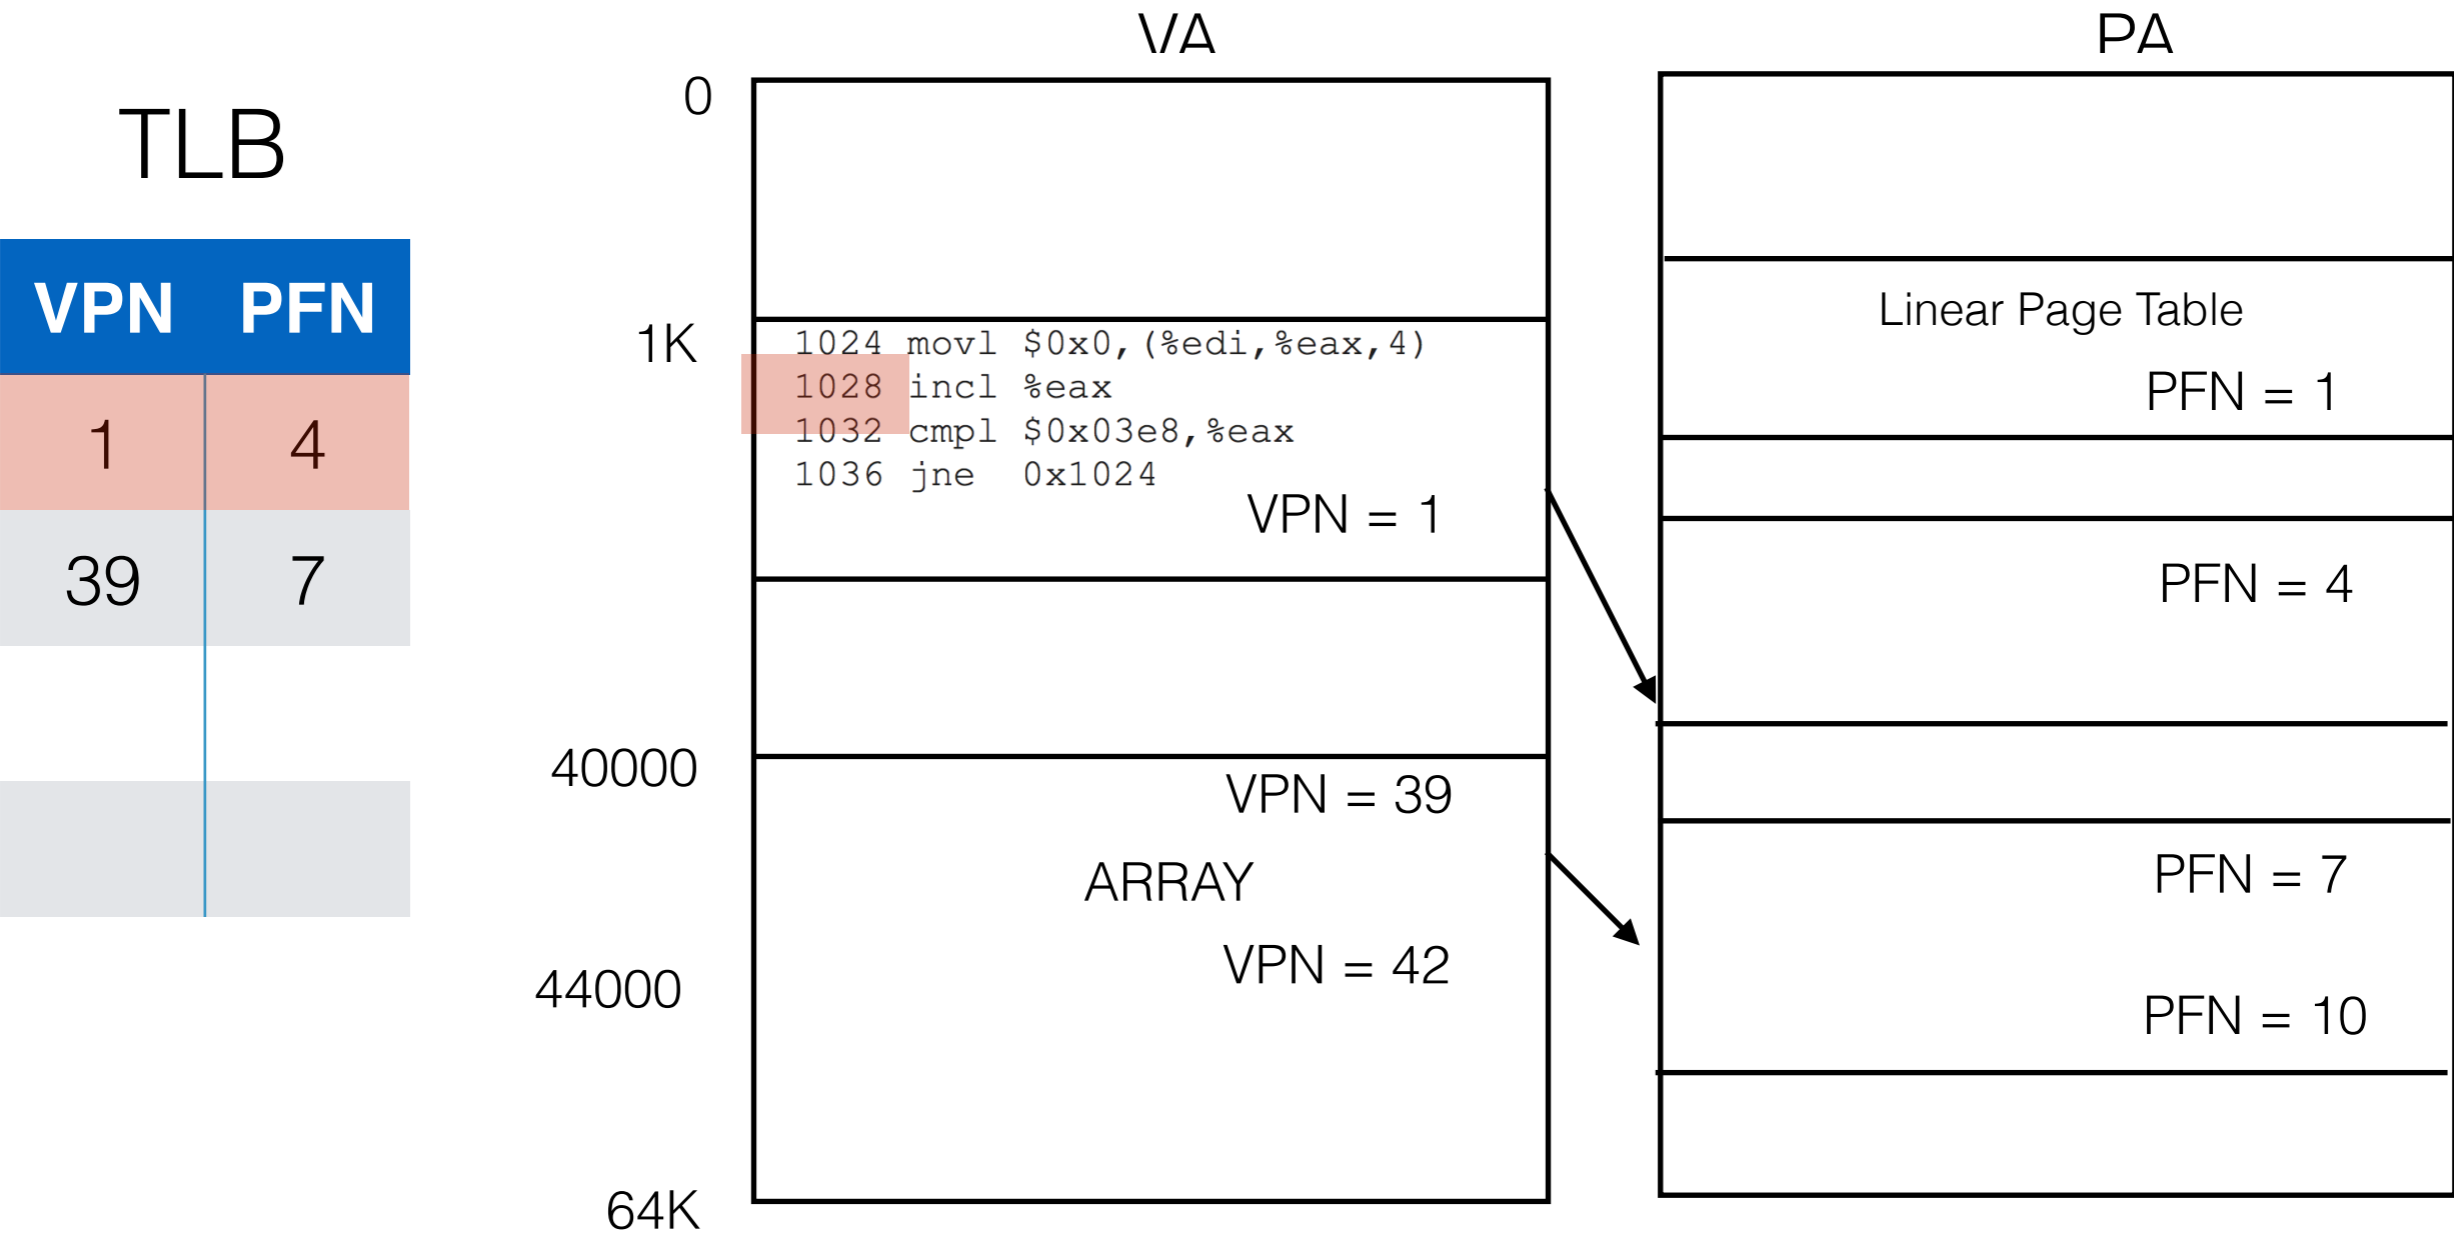 TLB
VPN PFN
1 4
39 7
VA
0
1K
1024 movl $0x0,(%edi,%eax,4)
1028 incl %eax
1032 cmpl $0x03e8,%eax
1036 jne 0x1024
VPN = 1
40000
VPN = 39
ARRAY
VPN = 42
44000
64K
PA
Linear Page Table
PFN = 1
PFN = 4
PFN = 7
PFN = 10